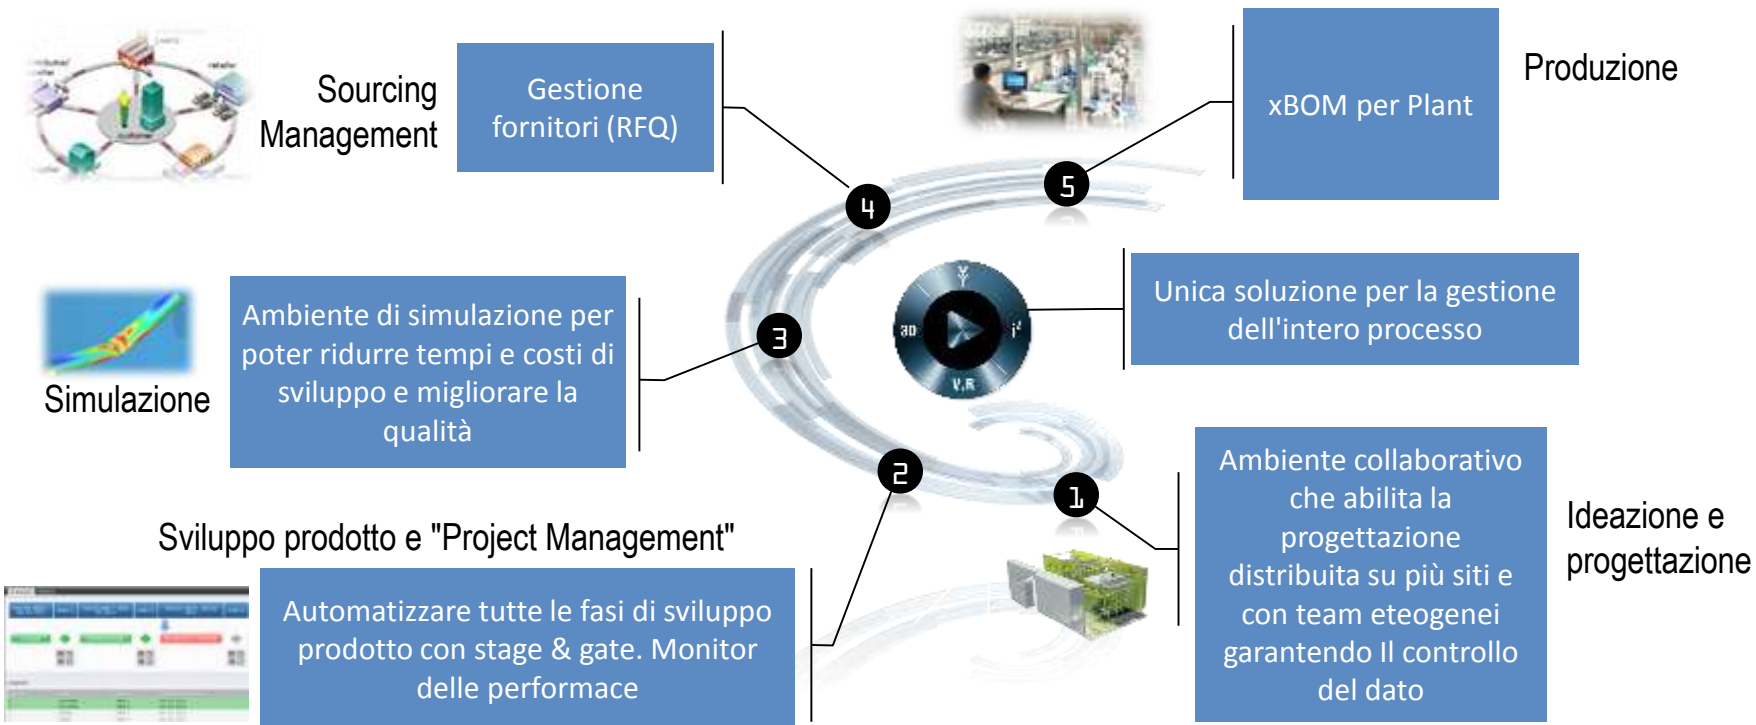 Sourcing
Management
Gestione
fornitori (RFQ)
4
5
xBOM per Plant
Produzione
Simulazione
Ambiente di simulazione per
poter ridurre tempi e costi di
sviluppo e migliorare la
qualità
3
3D
V,R
Unica soluzione per la gestione
dell'intero processo
2
1
Sviluppo prodotto e "Project Management"
Automatizzare tutte le fasi di sviluppo
prodotto con stage & gate. Monitor
delle performace
Ambiente collaborativo
che abilita la
progettazione
distribuita su più siti e
con team eteogenei
garantendo Il controllo
del dato
Ideazione e
progettazione